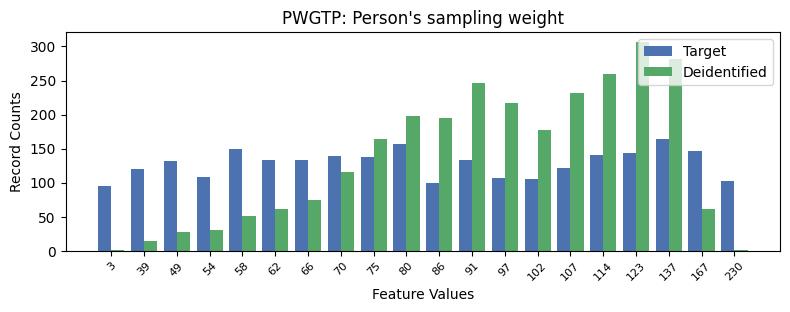 PWGTP: Person's sampling weight
Record Counts
300
250
200
150
100
50
0
Target
Deidentified
3 39 49 54 58 62 66 70 75 80 86 91 97 102 107 114 123 137 167 230
Feature Values